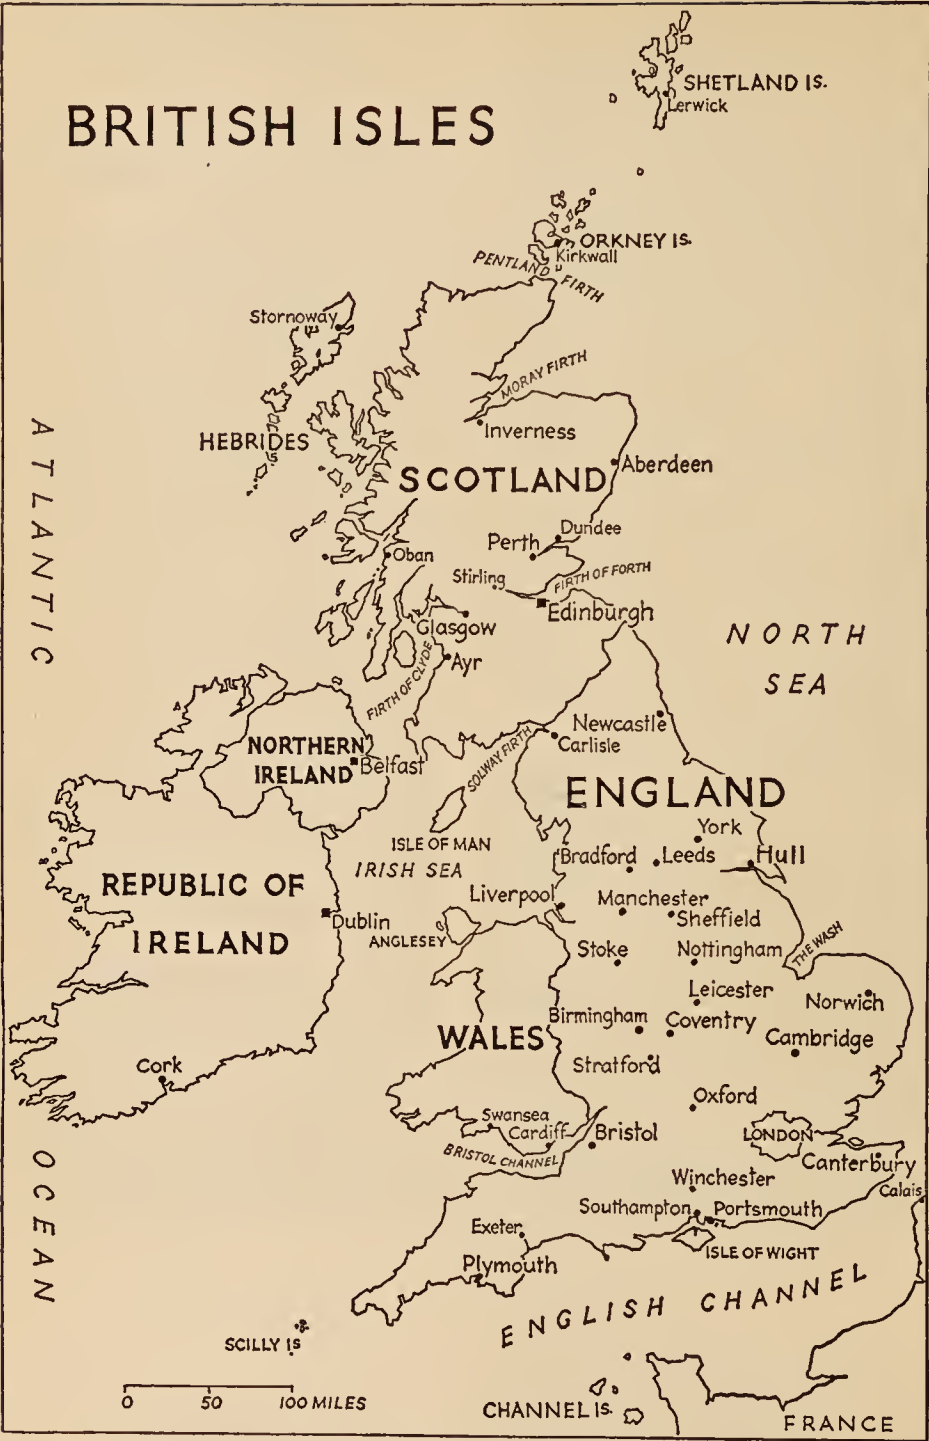 BRITISH ISLES
SHETLAND IS.
Lerwick
ORKNEY IS.
Kirkwall
PENTLAND
FIRTH
Stornoway
MORAY FIRTH
Inverness
HEBRIDES
SCOTLAND
Aberdeen
Dundee
Perth
Oban
Stirling
FIRTH OF FORTH
Edinburgh
Glasgow
Ayr
FIRTH OF CLYDE
ATLANTIC
NORTH
SEA
NORTHERN
IRELAND
Belfast
Newcastle
Carlisle
SOLWAY FIRTH
ENGLAND
ISLE OF MAN
IRISH SEA
York
Bradford
Leeds
Hull
REPUBLIC OF
IRELAND
Dublin
Liverpool
Manchester
Sheffield
ANGLESEY
Stoke
Nottingham
THE WASH
Leicester
Norwich
WALES
Birmingham
Coventry
Cambridge
Stratford
Cork
Oxford
Swansea
Cardiff
Bristol
LONDON
BRISTOL CHANNEL
Canterbury
Winchester
Calais
Southampton
Portsmouth
Exeter
ISLE OF WIGHT
Plymouth
OCEAN
ENGLISH CHANNEL
SCILLY IS
0 50 100 MILES
CHANNEL IS.
FRANCE